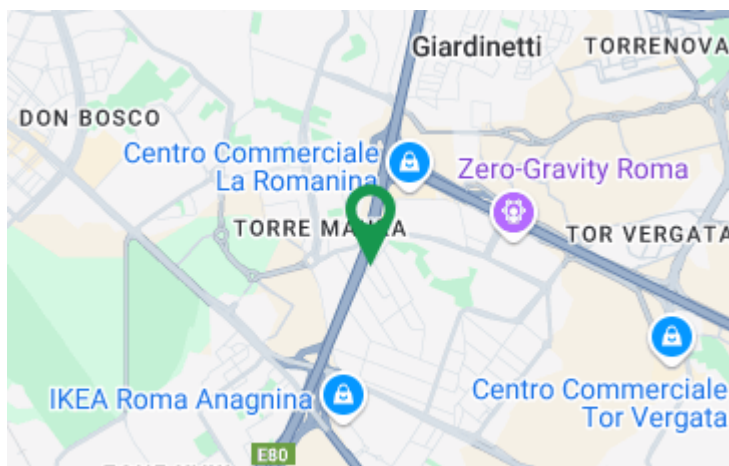 Giardinetti
TORRENOVA
DON BOSCO
Centro Commerciale
La Romanina
Zero-Gravity Roma
TORRE
TOR VERGATA
IKEA Roma Anagnina
Centro Commerciale
Tor Vergata
E80